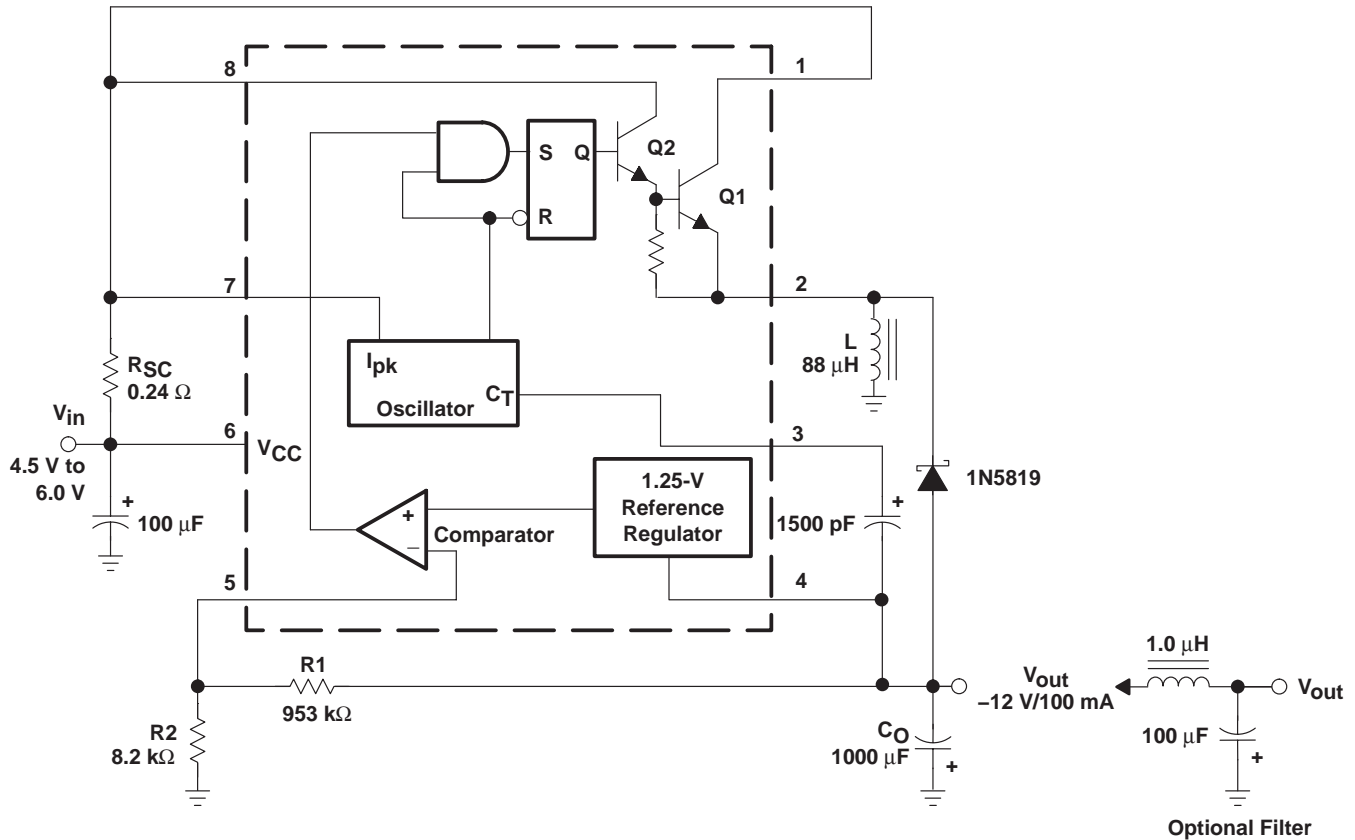 8
1
S
Q
Q2
R
Q1
7
2
Ipk
CT
Oscillator
L
88 μH
RSC
0.24 Ω
Vin
6
VCC
3
4.5 V to
6.0 V
1.25-V
Reference
Regulator
1N5819
+
100 μF
+
–
Comparator
+
1500 pF
5
4
R1
953 kΩ
1.0 μH
Vout
–12 V/100 mA
Vout
R2
8.2 kΩ
CO
1000 μF
+
100 μF
+
Optional Filter